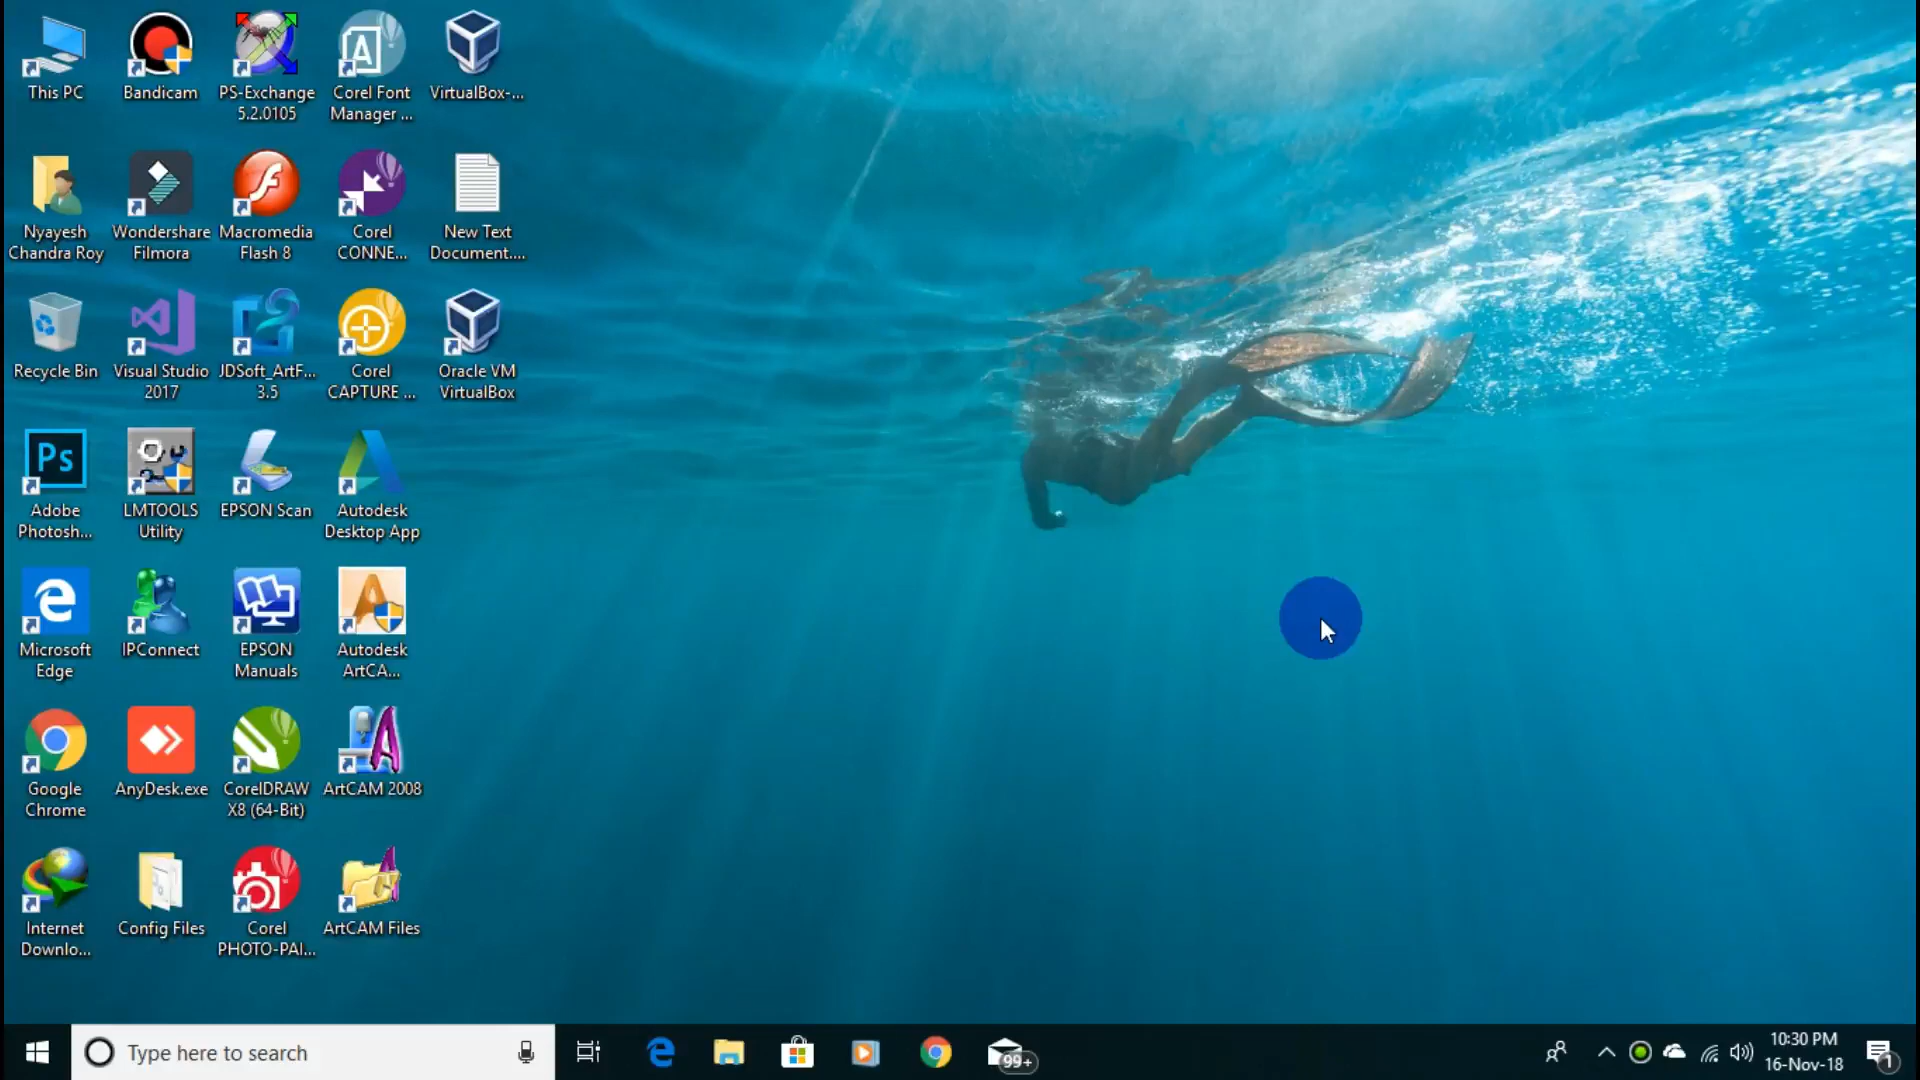 This PC
Bandicam
PS-Exchange
5.2.0105
Corel Font
Manager ...
VirtualBox-...
Nyayesh
Chandra Roy
Wondershare
Filmora
Macromedia
Flash 8
Corel
CONNE...
New Text
Document....
Recycle Bin
Visual Studio
2017
JDSoft_ArtF...
3.5
Corel
CAPTURE ...
Oracle VM
VirtualBox
Ps
Adobe
Photosh...
LMTOOLS
Utility
EPSON Scan
Autodesk
Desktop App
Microsoft
Edge
IPConnect
EPSON
Manuals
Autodesk
ArtCA...
Google
Chrome
AnyDesk.exe
CorelDRAW
X8 (64-Bit)
ArtCAM 2008
Internet
Downlo...
Config Files
Corel
PHOTO-PAI...
ArtCAM Files
Type here to search
99+
10:30 PM
16-Nov-18
1